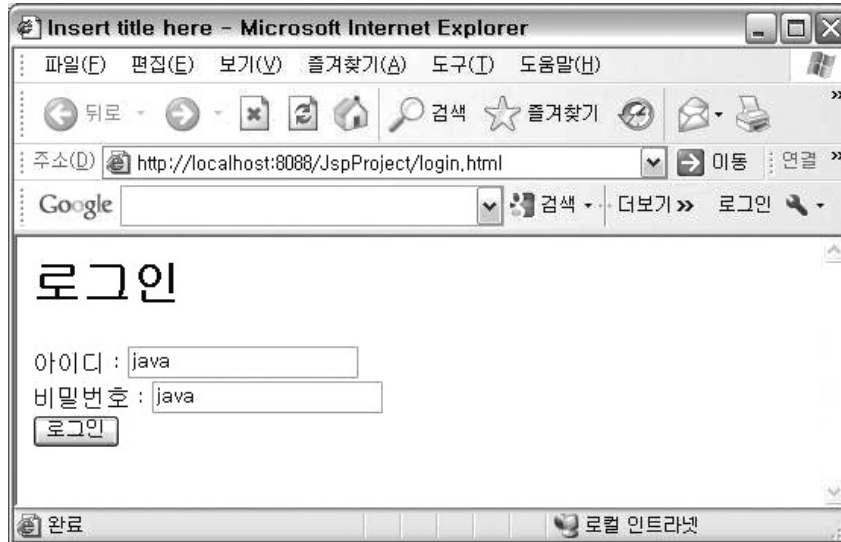 Insert title here - Microsoft Internet Explorer
파일(F) 편집(E) 보기(V) 즐겨찾기(A) 도구(T) 도움말(H)
뒤로 검색 즐겨찾기 »
주소(D) http://localhost:8088/JspProject/login.html 이동 연결 »
Google 검색 더보기 » 로그인
로그인
아이디 : java
비밀번호 : java
로그인
완료 로컬 인트라넷